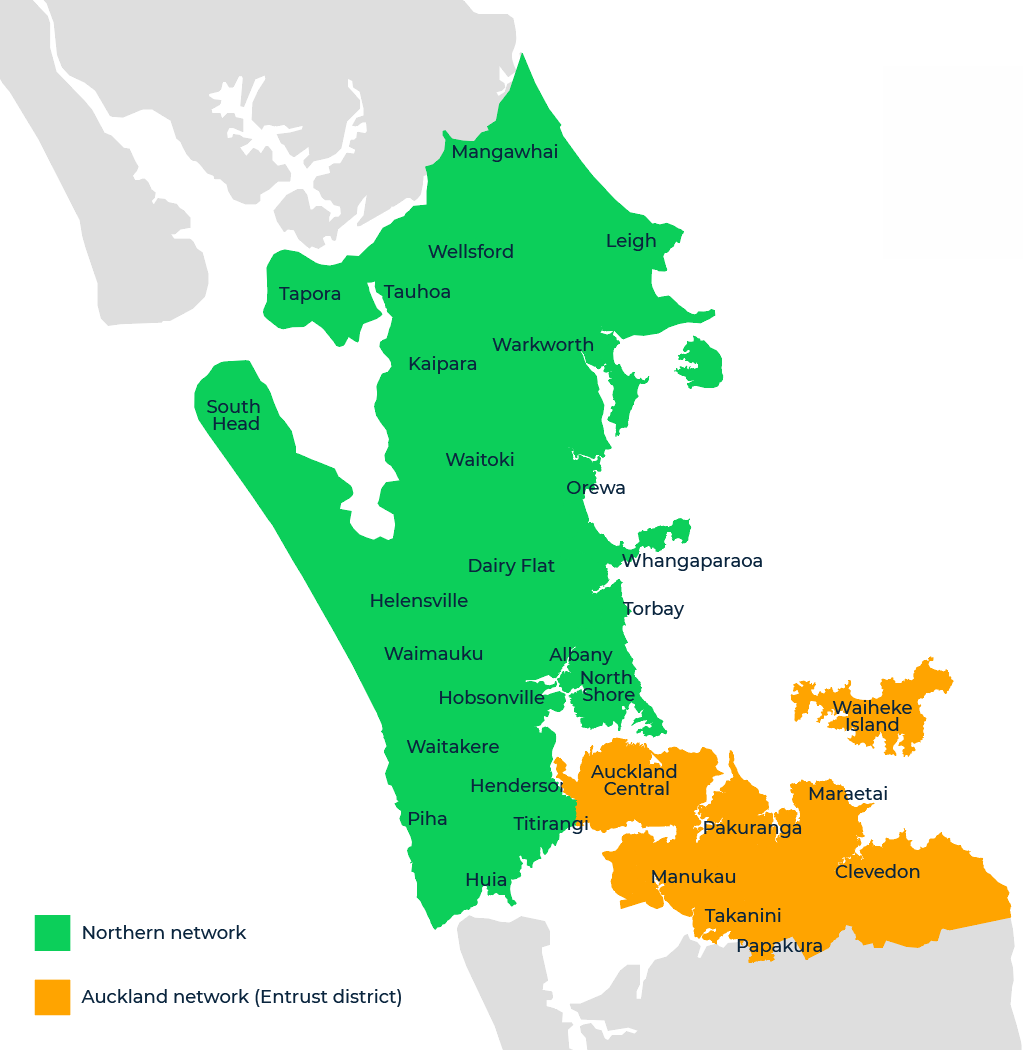 Mangawhai
Leigh
Wellsford
Tapora
Tauhoa
Warkworth
Kaipara
South
Head
Waitoki
Orewa
Whangaparaoa
Dairy Flat
Helensville
Torbay
Waimauku
Albany
North
Shore
Hobsonville
Waiheke
Island
Waitakere
Auckland
Central
Henderson
Maraetai
Piha
Titirangi
Pakuranga
Clevedon
Manukau
Huia
Takanini
Papakura
Northern network
Auckland network (Entrust district)